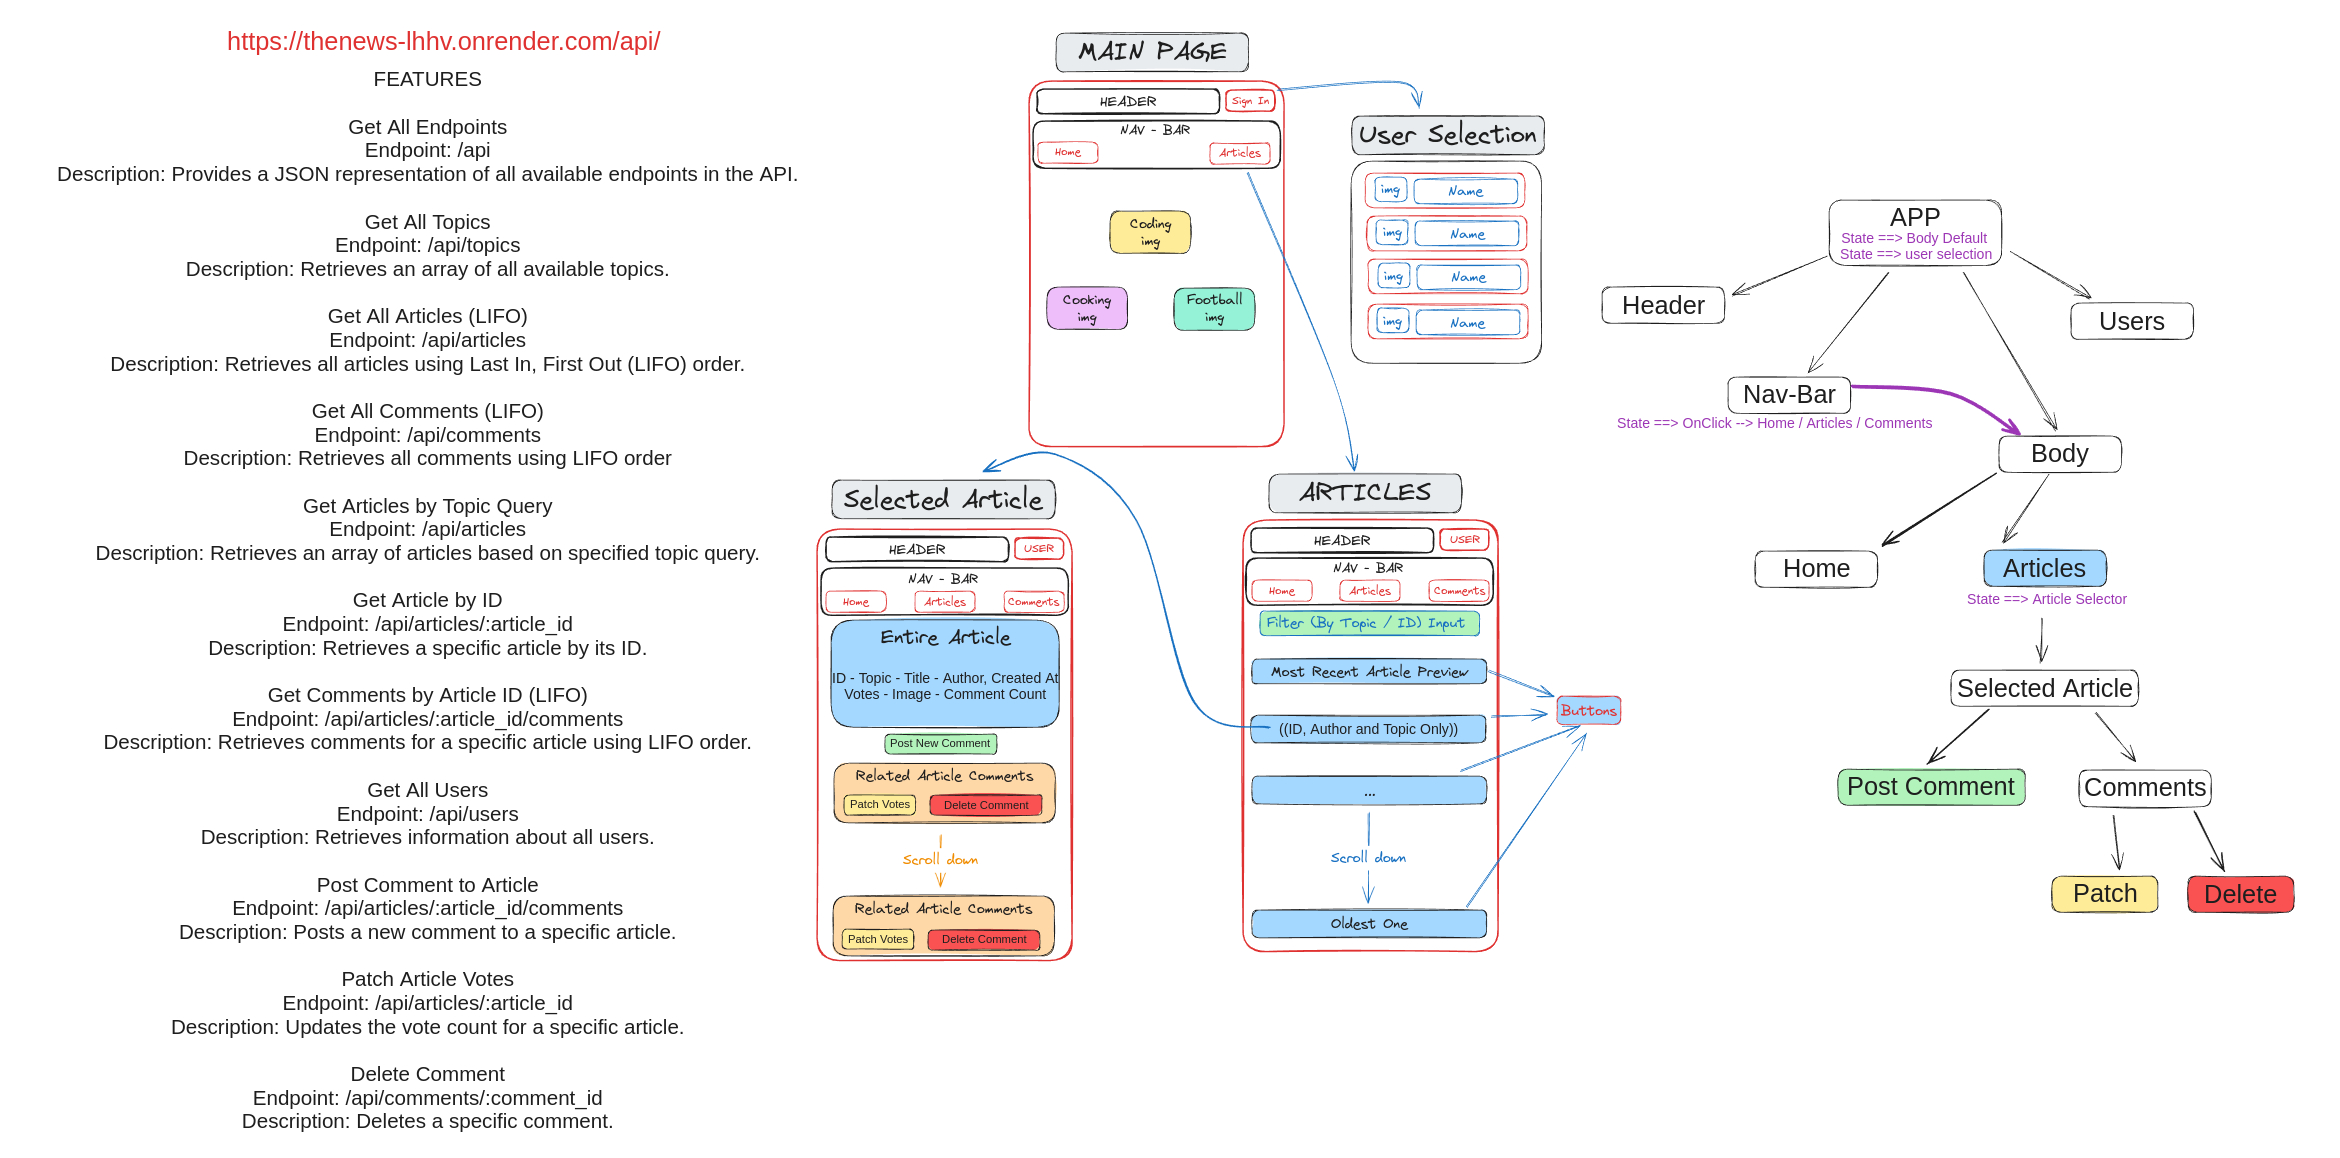 https://thenews-lhhv.onrender.com/api/
FEATURES
Get All Endpoints
Endpoint: /api
Description: Provides a JSON representation of all available endpoints in the API.
Get All Topics
Endpoint: /api/topics
Description: Retrieves an array of all available topics.
Get All Articles (LIFO)
Endpoint: /api/articles
Description: Retrieves all articles using Last In, First Out (LIFO) order.
Get All Comments (LIFO)
Endpoint: /api/comments
Description: Retrieves all comments using LIFO order
Get Articles by Topic Query
Endpoint: /api/articles
Description: Retrieves an array of articles based on specified topic query.
Get Article by ID
Endpoint: /api/articles/:article_id
Description: Retrieves a specific article by its ID.
Get Comments by Article ID (LIFO)
Endpoint: /api/articles/:article_id/comments
Description: Retrieves comments for a specific article using LIFO order.
Get All Users
Endpoint: /api/users
Description: Retrieves information about all users.
Post Comment to Article
Endpoint: /api/articles/:article_id/comments
Description: Posts a new comment to a specific article.
Patch Article Votes
Endpoint: /api/articles/:article_id
Description: Updates the vote count for a specific article.
Delete Comment
Endpoint: /api/comments/:comment_id
Description: Deletes a specific comment.
MAIN PAGE
HEADER
Sign In
NAV - BAR
Home
Articles
Coding
img
Cooking
img
Football
img
User Selection
img
Name
img
Name
img
Name
img
Name
Selected Article
HEADER
USER
NAV - BAR
Home
Articles
Comments
Entire Article
ID - Topic - Title - Author, Created At
Votes - Image - Comment Count
Post New Comment
Related Article Comments
Patch Votes
Delete Comment
Scroll down
Related Article Comments
Patch Votes
Delete Comment
ARTICLES
HEADER
USER
NAV - BAR
Home
Articles
Comments
Filter (By Topic / ID) Input
Most Recent Article Preview
((ID, Author and Topic Only))
...
Scroll down
Oldest One
Buttons
APP
State ==> Body Default
State ==> user selection
Header
Users
Nav-Bar
State ==> OnClick --> Home / Articles / Comments
Body
Home
Articles
State ==> Article Selector
Selected Article
Post Comment
Comments
Patch
Delete